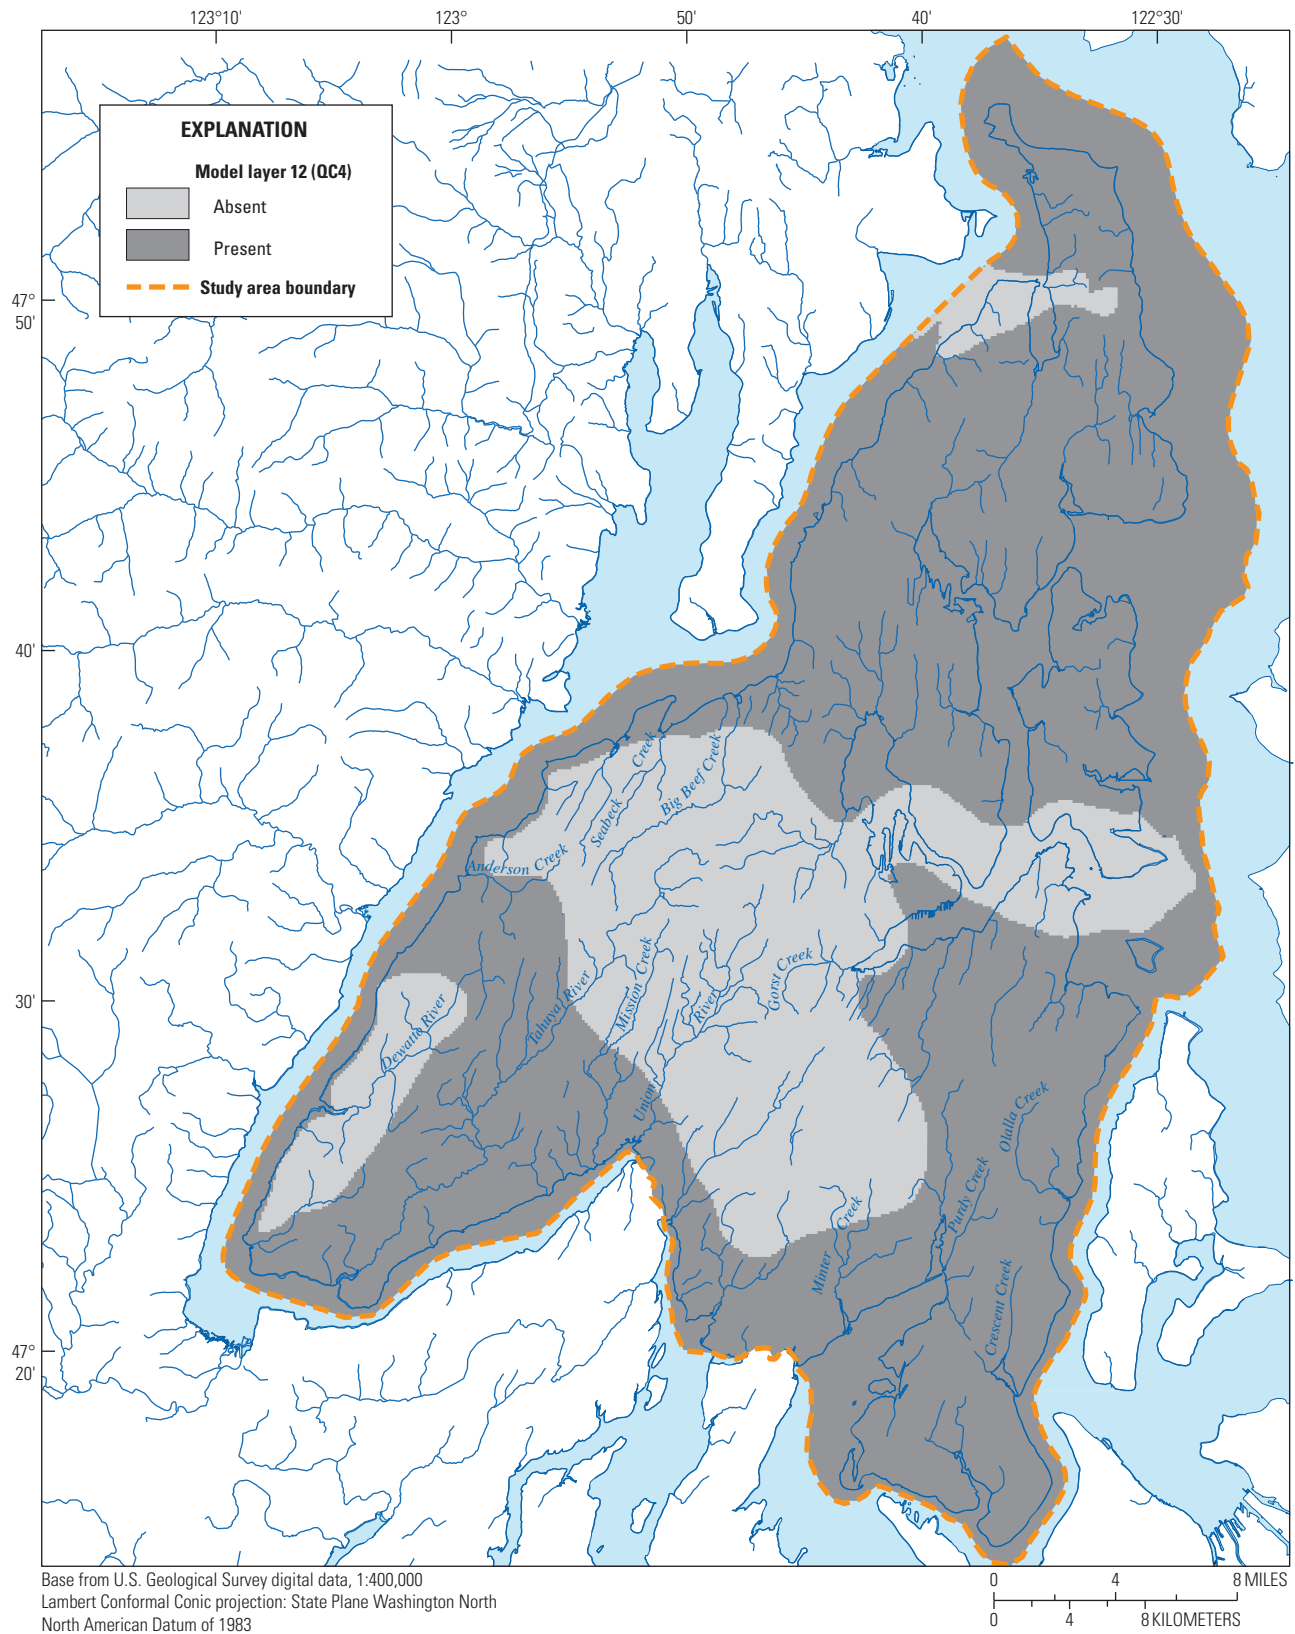 123°10'
123°
50'
40'
122°30'
EXPLANATION
Model layer 12 (QC4)
Absent
Present
Study area boundary
47°
50'
40'
30'
47°
20'
Seabeck Creek
Big Beef Creek
Anderson Creek
Dewatto River
Tahuya River
Mission Creek
Union River
Gorst Creek
Olalla Creek
Purdy Creek
Minter Creek
Crescent Creek
Base from U.S. Geological Survey digital data, 1:400,000
Lambert Conformal Conic projection: State Plane Washington North
North American Datum of 1983
0 4 8 MILES
0 4 8 KILOMETERS